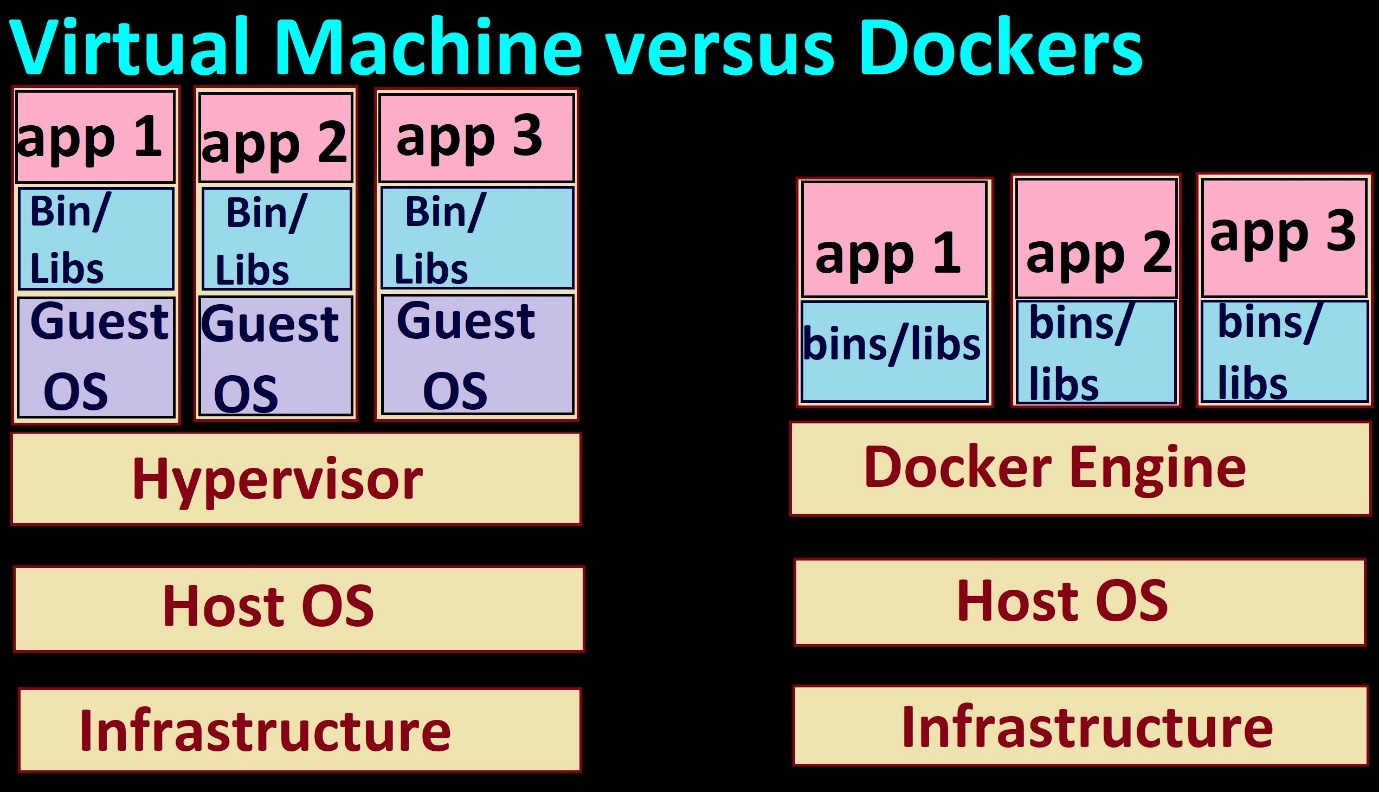 Virtual Machine versus Dockers
app 1
Bin/
Libs
Guest
OS
app 2
Bin/
Libs
Guest
OS
app 3
Bin/
Libs
Guest
OS
Hypervisor
Host OS
Infrastructure
app 1
bins/libs
app 2
bins/
libs
app 3
bins/
libs
Docker Engine
Host OS
Infrastructure